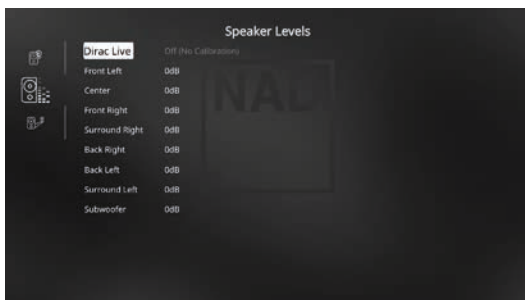 Speaker Levels
Dirac Live Off (No Calibration)
Front Left 0dB
Center 0dB
Front Right 0dB
Surround Right 0dB
Back Right 0dB
Back Left 0dB
Surround Left 0dB
Subwoofer 0dB
NAD